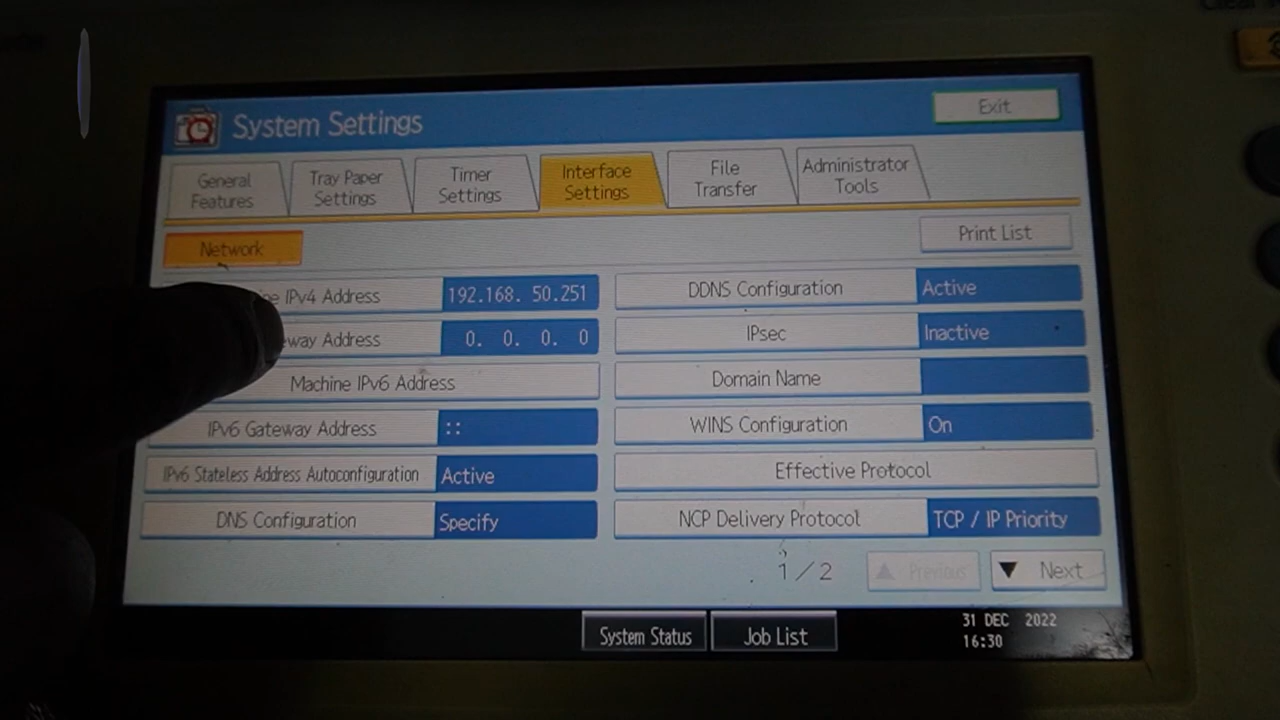 System Settings
Exit
General
Features
Tray Paper
Settings
Timer
Settings
Interface
Settings
File
Transfer
Administrator
Tools
Network
Print List
IPv4 Address
192.168. 50.251
DDNS Configuration
Active
Address
0. 0. 0. 0
IPsec
Inactive
Machine IPv6 Address
Domain Name
IPv6 Gateway Address
::
WINS Configuration
On
IPv6 Stateless Address Autoconfiguration
Active
Effective Protocol
DNS Configuration
Specify
NCP Delivery Protocol
TCP / IP Priority
1/2
▲ Previous
▼ Next
System Status
Job List
31 DEC 2022
16:30